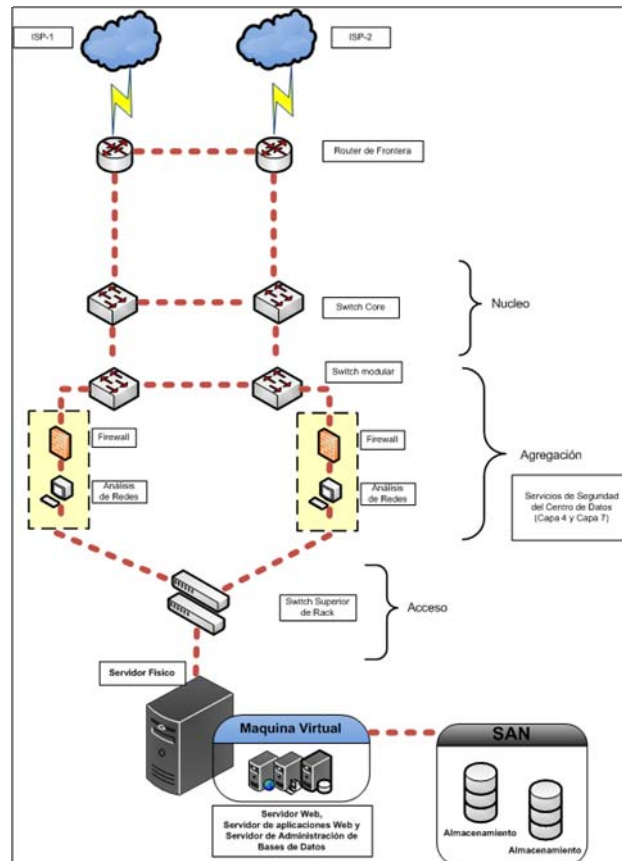 ISP-1
ISP-2
Router de Frontera
Switch Core
Nucleo
Switch modular
Firewall
Firewall
Análisis
de Redes
Análisis
de Redes
Agregación
Servicios de Seguridad
del Centro de Datos
(Capa 4 y Capa 7)
Switch Superior
de Rack
Acceso
Servidor Fisico
Maquina Virtual
SAN
Almacenamiento
Almacenamiento
Servidor Web,
Servidor de aplicaciones Web y
Servidor de Administración de
Bases de Datos